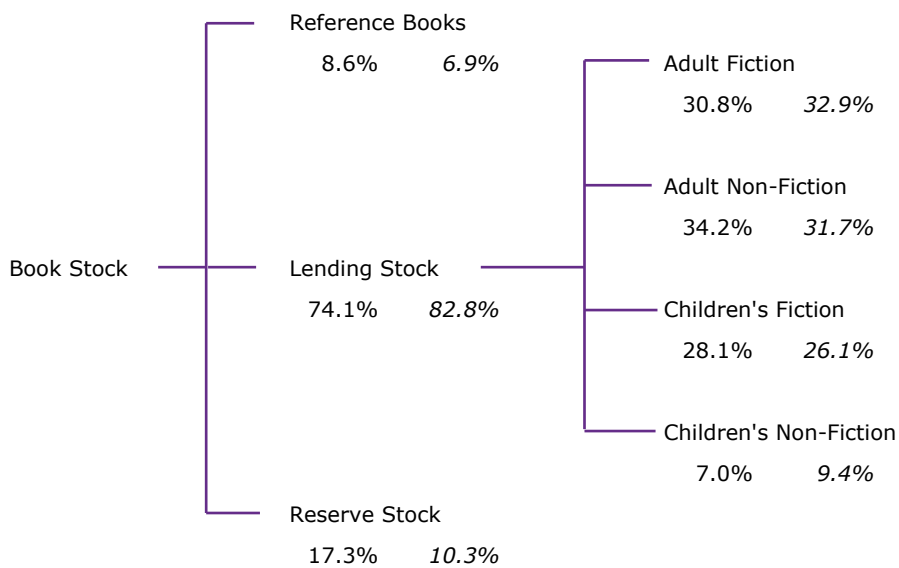 Book Stock
Reference Books
8.6% 6.9%
Lending Stock
74.1% 82.8%
Reserve Stock
17.3% 10.3%
Adult Fiction
30.8% 32.9%
Adult Non-Fiction
34.2% 31.7%
Children's Fiction
28.1% 26.1%
Children's Non-Fiction
7.0% 9.4%